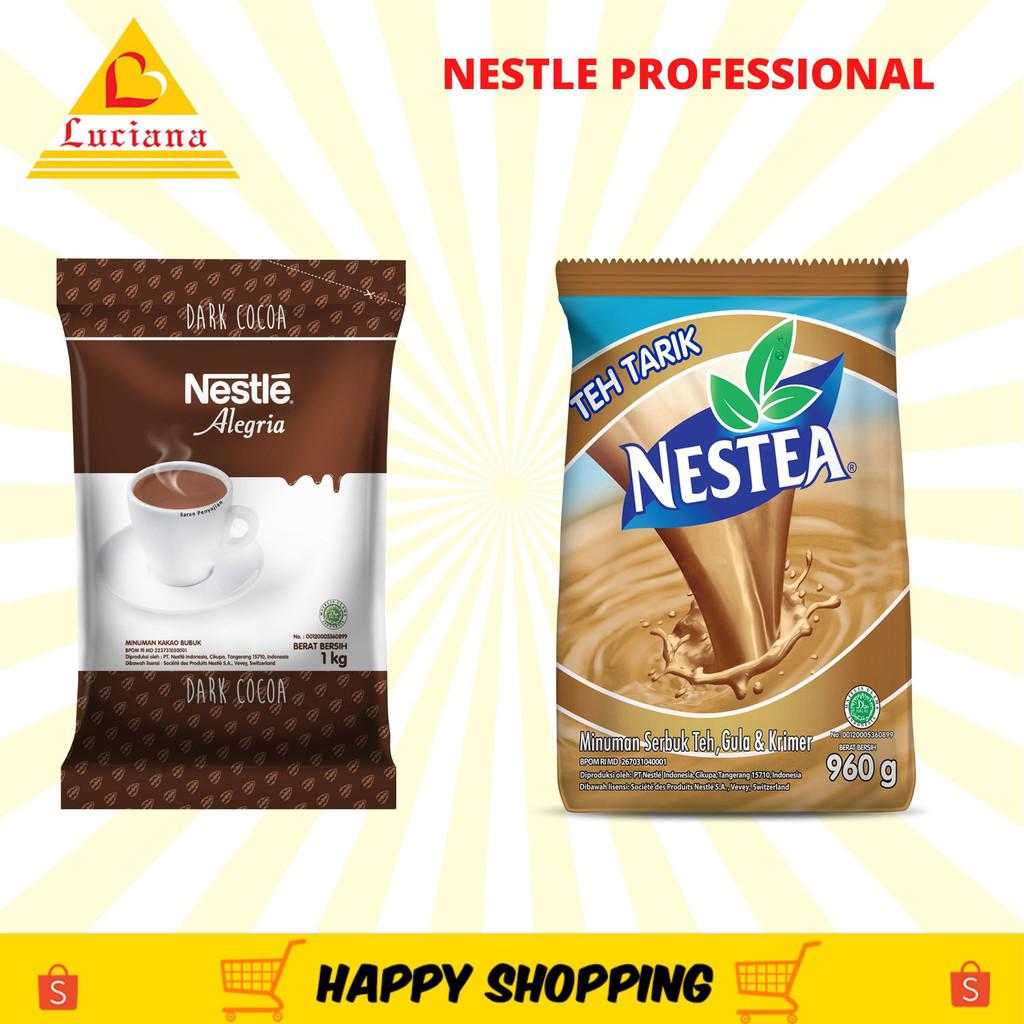 Luciana
NESTLE PROFESSIONAL
DARK COCOA
Nestlé
Alegria
Saran Penyajian
MINUMAN KAKAO BUBUK
BPOM RI MD 223731050001
Diproduksi oleh : PT. Nestlé Indonesia, Cikupa, Tangerang 15710, Indonesia
Dibawah lisensi : Société des Produits Nestlé S.A., Vevey, Switzerland
No. : 00120005360899
BERAT BERSIH
1 kg
DARK COCOA
TEH TARIK
NESTEA®
Minuman Serbuk Teh, Gula & Krimer
BPOM RI MD 267031040001
Diproduksi oleh: PT Nestlé Indonesia, Cikupa, Tangerang 15710, Indonesia
Dibawah lisensi: Société des Produits Nestlé S.A., Vevey, Switzerland
No. 00120005360899
BERAT BERSIH
960 g
S HAPPY SHOPPING S